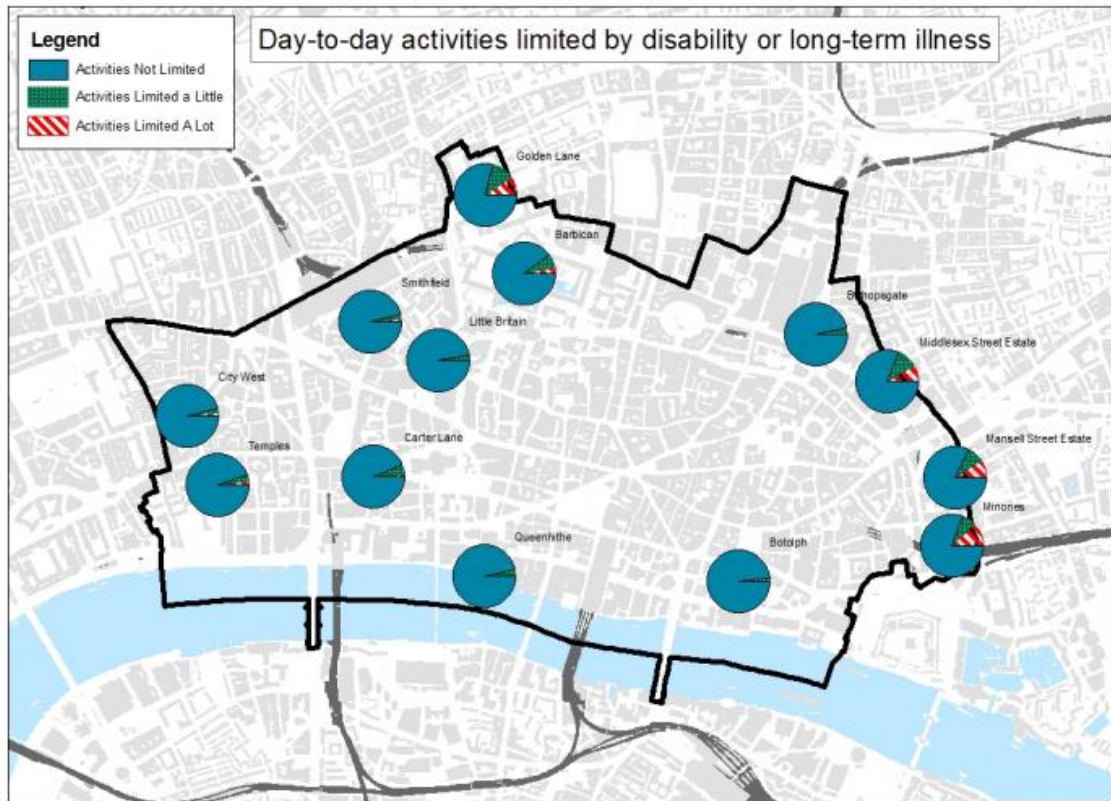 Legend
Activities Not Limited
Activities Limited a Little
Activities Limited A Lot
Day-to-day activities limited by disability or long-term illness
Golden Lane
Barbican
Smithfield
Little Britain
Bishopsgate
Middlesex Street Estate
City West
Temples
Carter Lane
Mansell Street Estate
Minories
Queenhithe
Botolph